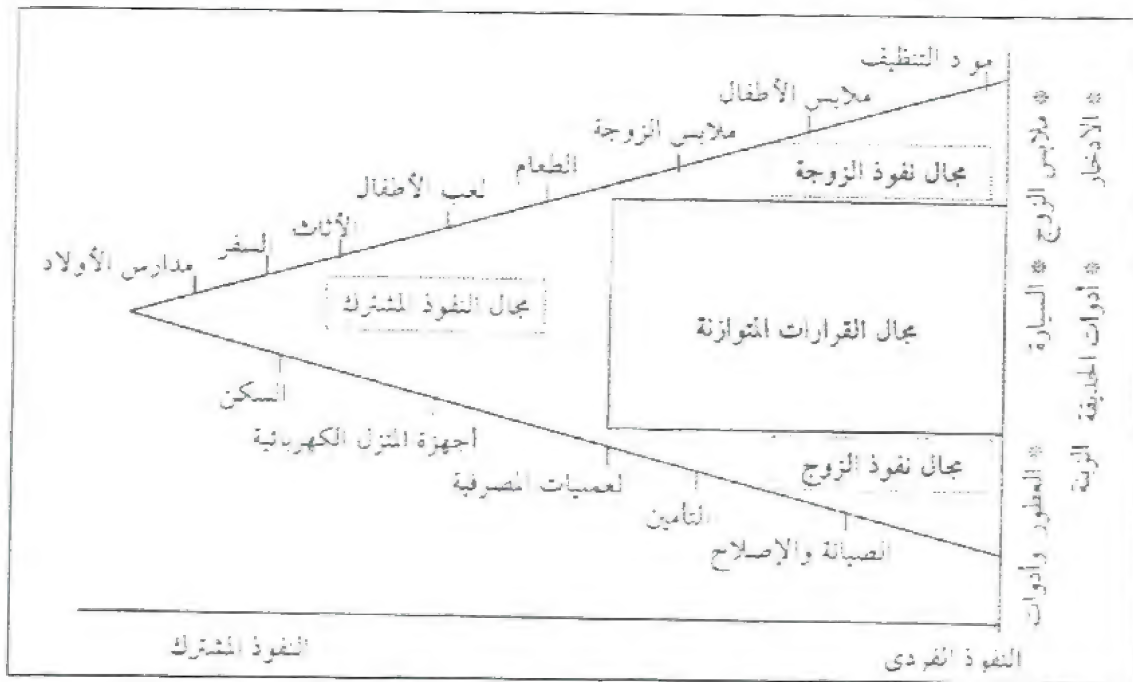 مواد التنظيف
ملابس الأطفال
ملابس الزوجة
الطعام
لعب الأطفال
الأثاث
السفر
مدارس الأولاد
مجال نفوذ الزوجة
مجال النفوذ المشترك
مجال القرارات المتوازنة
مجال نفوذ الزوج
السكن
أجهزة المنزل الكهربائية
لعمليات المصرفية
التأمين
الصيانة والإصلاح
* ملابس الزوج
* السيارة
* العطور وأدوات
الزينة
* الادخار
* أدوات الحديقة
النفوذ المشترك
النفوذ الفردى